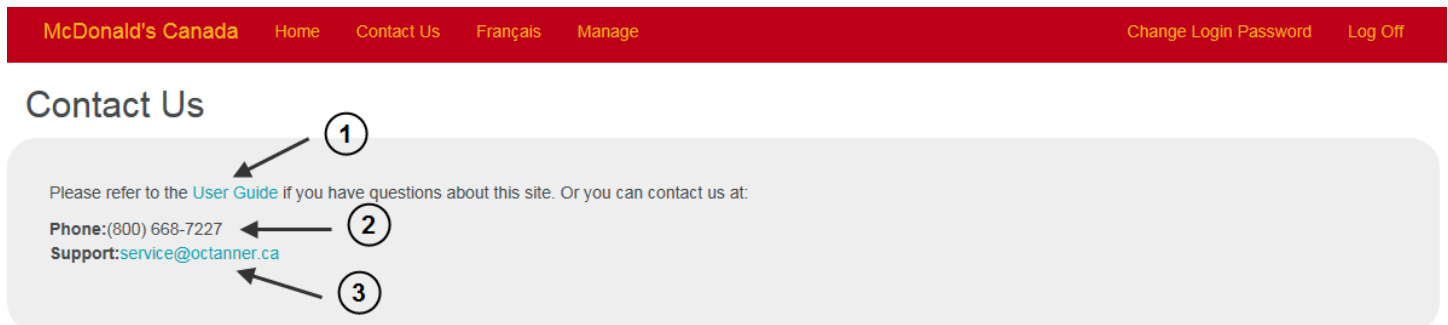 McDonald's Canada Home Contact Us Français Manage Change Login Password Log Off
Contact Us
1
Please refer to the User Guide if you have questions about this site. Or you can contact us at:
Phone:(800) 668-7227
2
Support:service@octanner.ca
3